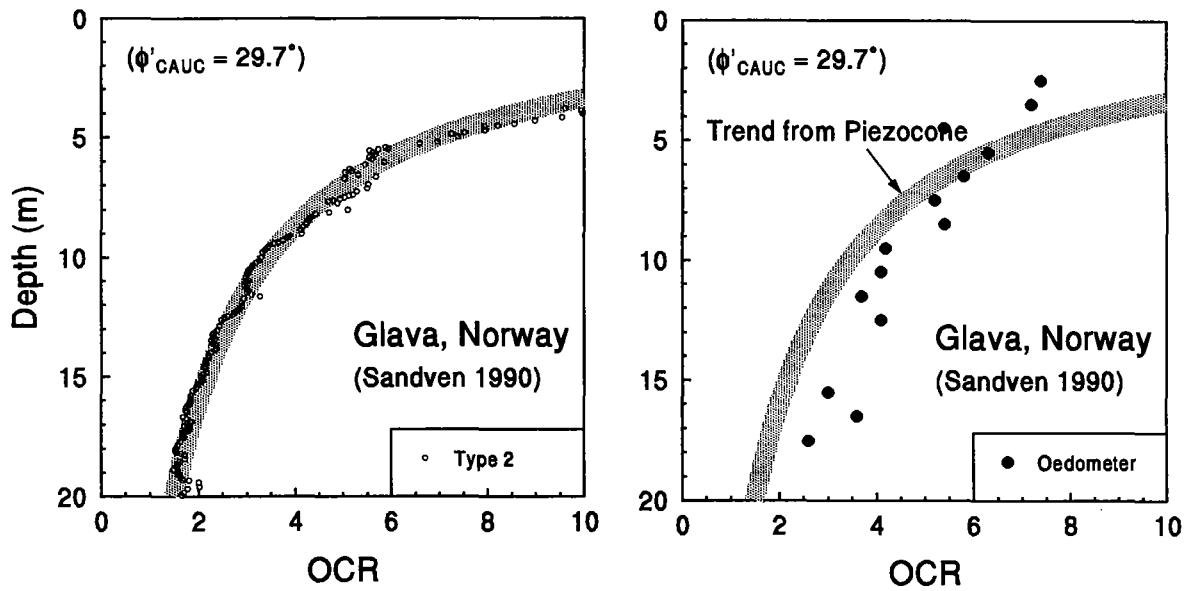 0
5
10
15
20
Depth (m)
(ϕ'CAUC = 29.7°)
Glava, Norway
(Sandven 1990)
Type 2
0 2 4 6 8 10
OCR
0
5
10
15
20
(ϕ'CAUC = 29.7°)
Trend from Piezocone
Glava, Norway
(Sandven 1990)
Oedometer
0 2 4 6 8 10
OCR